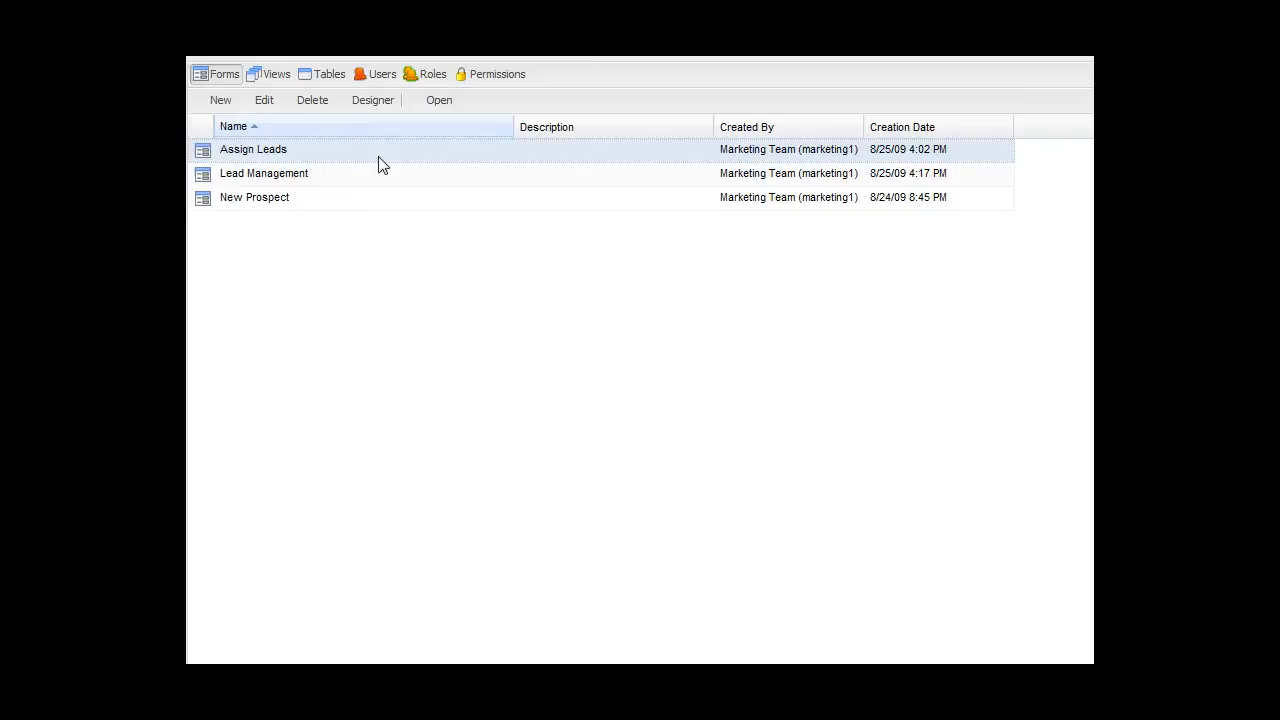 Forms Views Tables Users Roles Permissions
New Edit Delete Designer Open
Name Description Created By Creation Date
Assign Leads Marketing Team (marketing1) 8/25/09 4:02 PM
Lead Management Marketing Team (marketing1) 8/25/09 4:17 PM
New Prospect Marketing Team (marketing1) 8/24/09 8:45 PM